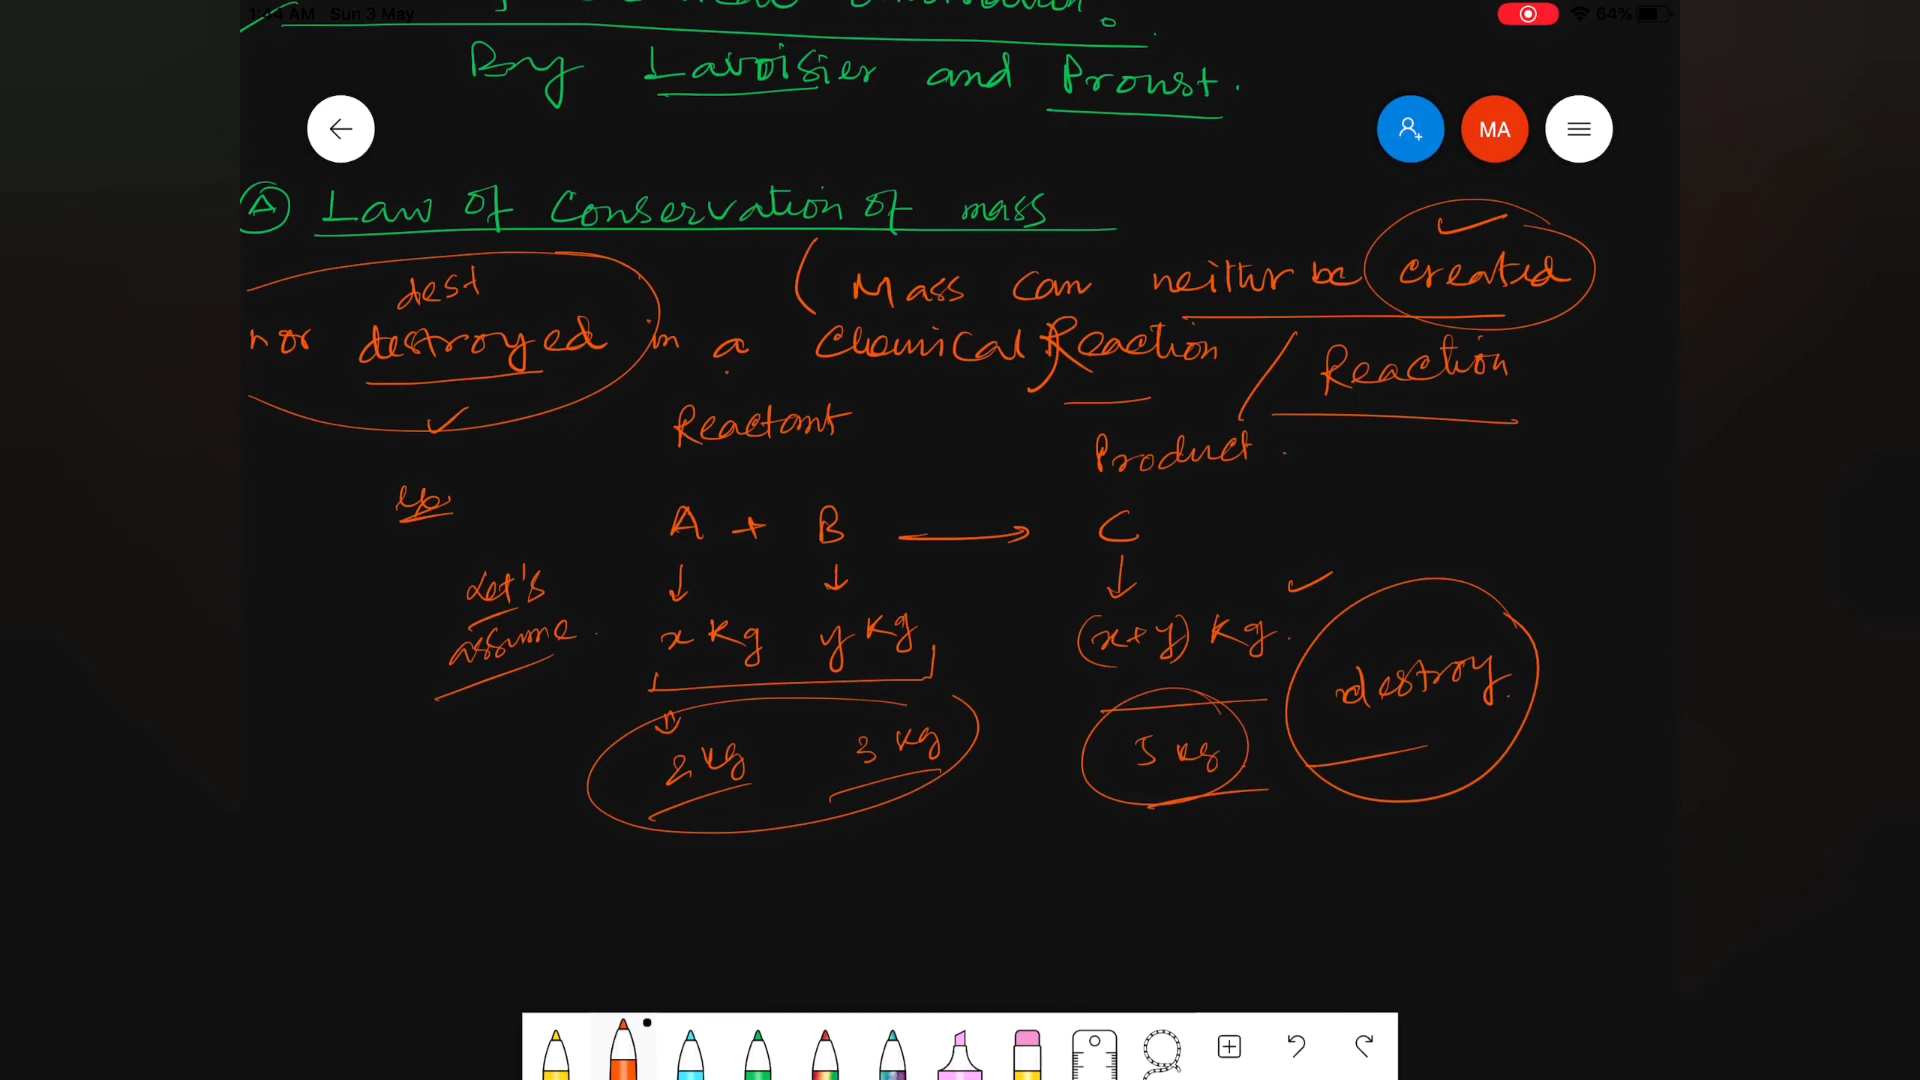 1:44 AM Sun 3 May
64%
By Lavoisier and Proust.
MA
A Law of Conservation of mass
(Mass can neither be created
dest
nor destroyed in a Chemical Reaction) / Reaction
Reactant
Product.
A + B → C
↓ ↓ ↓
Let's
assume.
x Kg y Kg (x+y) Kg.
destroy.
2 Kg 3 Kg 5 Kg